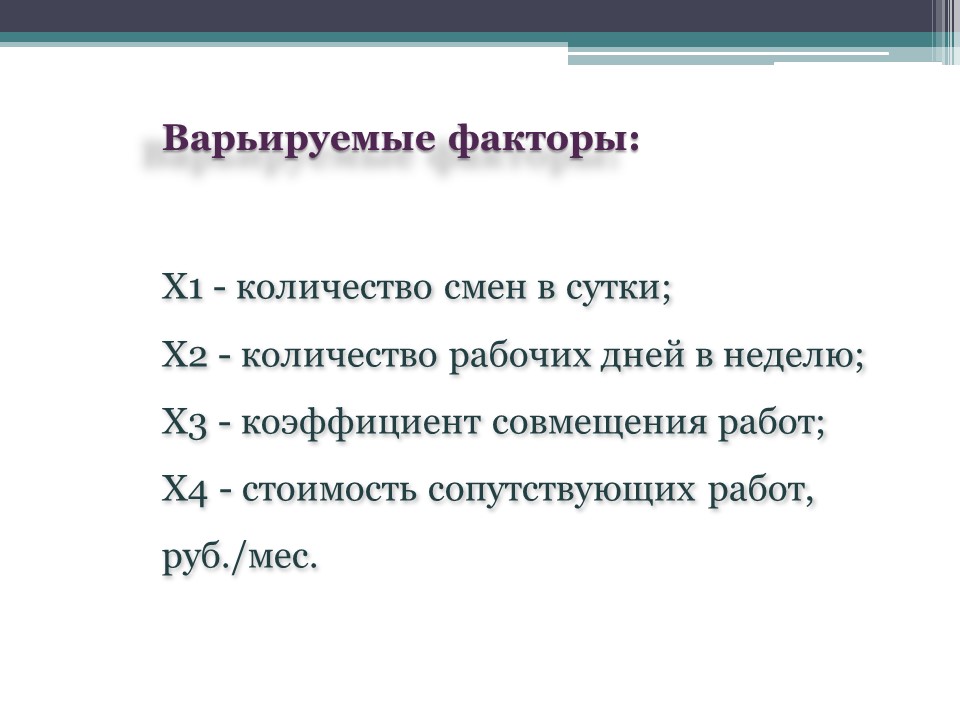 Варьируемые факторы:
X1 - количество смен в сутки;
X2 - количество рабочих дней в неделю;
X3 - коэффициент совмещения работ;
X4 - стоимость сопутствующих работ,
руб./мес.